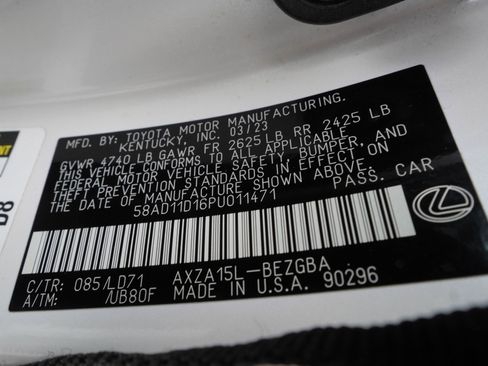 MFD. BY: TOYOTA MOTOR MANUFACTURING.
KENTUCKY, INC. 03/23
GVWR 4740 LB GAWR FR 2625 LB RR 2425 LB
THIS VEHICLE CONFORMS TO ALL APPLICABLE
FEDERAL MOTOR VEHICLE SAFETY, BUMPER, AND
THEFT PREVENTION STANDARDS IN EFFECT ON
THE DATE OF MANUFACTURE SHOWN ABOVE.
58AD11D16PU011471 PASS. CAR
C/TR: 085/LD71 AXZA15L-BEZGBA
A/TM: /UB80F MADE IN U.S.A. 90296